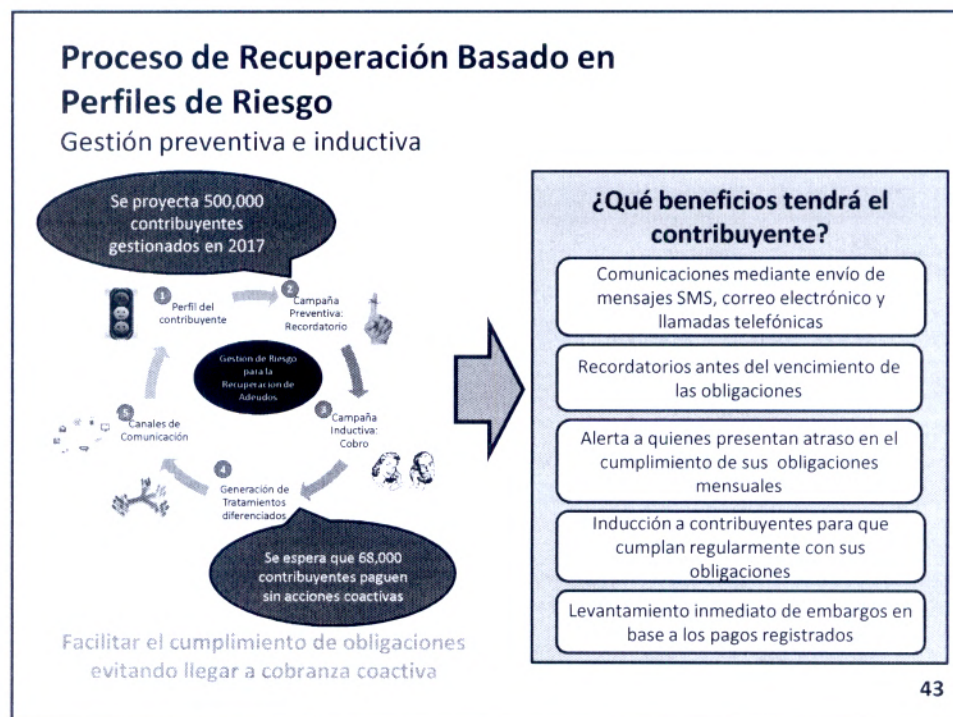 Proceso de Recuperación Basado en
Perfiles de Riesgo
Gestión preventiva e inductiva
Se proyecta 500,000
contribuyentes
gestionados en 2017
1
Perfil del
contribuyente
2
Campaña
Preventiva:
Recordatorio
Gestion de Riesgo
para la
Recuperacion de
Adeudos
3
Campaña
Inductiva:
Cobro
4
Generación de
Tratamientos
diferenciados
5
Canales de
Comunicación
Se espera que 68,000
contribuyentes paguen
sin acciones coactivas
Facilitar el cumplimiento de obligaciones
evitando llegar a cobranza coactiva
¿Qué beneficios tendrá el
contribuyente?
Comunicaciones mediante envío de
mensajes SMS, correo electrónico y
llamadas telefónicas
Recordatorios antes del vencimiento de
las obligaciones
Alerta a quienes presentan atraso en el
cumplimiento de sus obligaciones
mensuales
Inducción a contribuyentes para que
cumplan regularmente con sus
obligaciones
Levantamiento inmediato de embargos en
base a los pagos registrados
43